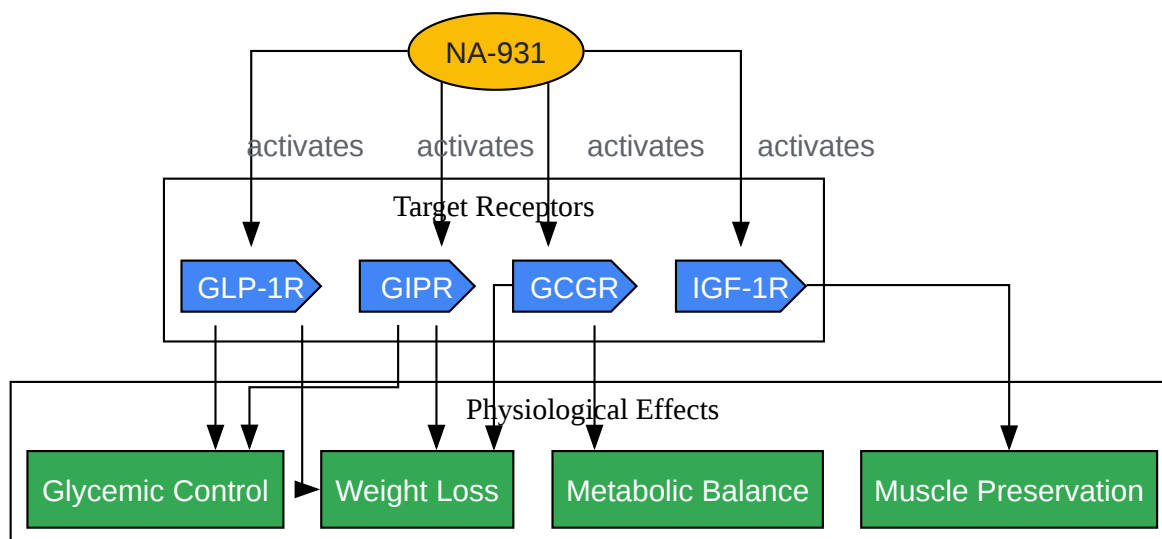 NA-931
activates activates activates activates
Target Receptors
GLP-1R GIPR GCGR IGF-1R
Physiological Effects
Glycemic Control Weight Loss Metabolic Balance Muscle Preservation